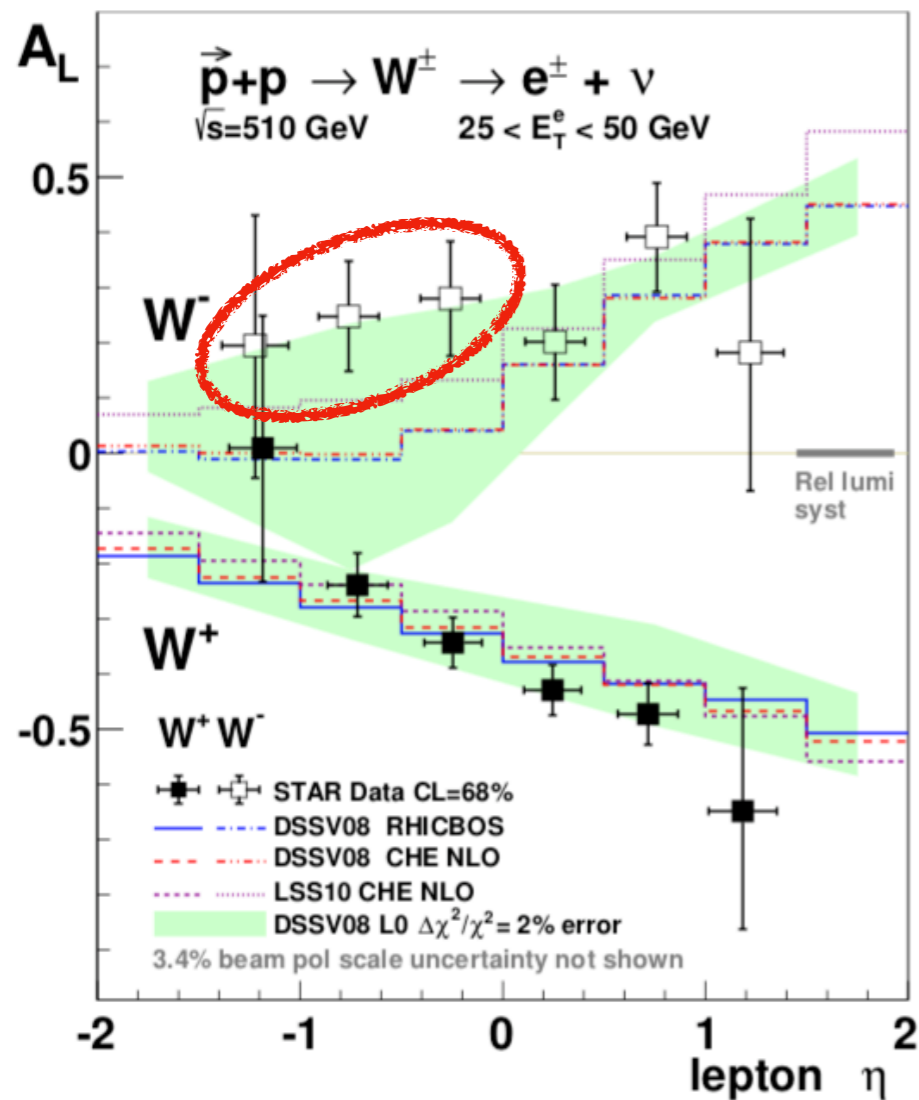 A_L
p⃗+p → W^± → e^± + ν
√s=510 GeV 25 < E_T^e < 50 GeV
0.5
W^-
0
Rel lumi
syst
W^+
-0.5
W^+ W^-
STAR Data CL=68%
DSSV08 RHICBOS
DSSV08 CHE NLO
LSS10 CHE NLO
DSSV08 L0 Δχ²/χ²= 2% error
3.4% beam pol scale uncertainty not shown
-2 -1 0 1 2
lepton η